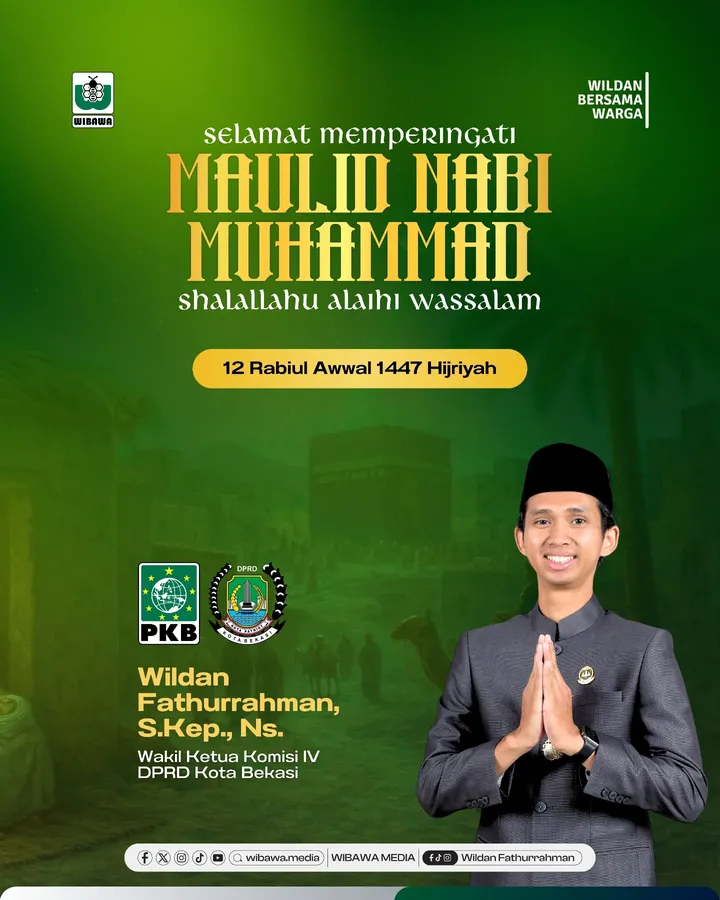 WIBAWA
WILDAN
BERSAMA
WARGA
SELAMAT MEMPERINGATI
MAULID NABI
MUHAMMAD
SHALALLAHU ALAIHI WASSALAM
12 Rabiul Awwal 1447 Hijriyah
PKB
DPRD
KOTA PATRIOT
KOTA BEKASI
Wildan
Fathurrahman,
S.Kep., Ns.
Wakil Ketua Komisi IV
DPRD Kota Bekasi
wibawa.media WIBAWA MEDIA Wildan Fathurrahman